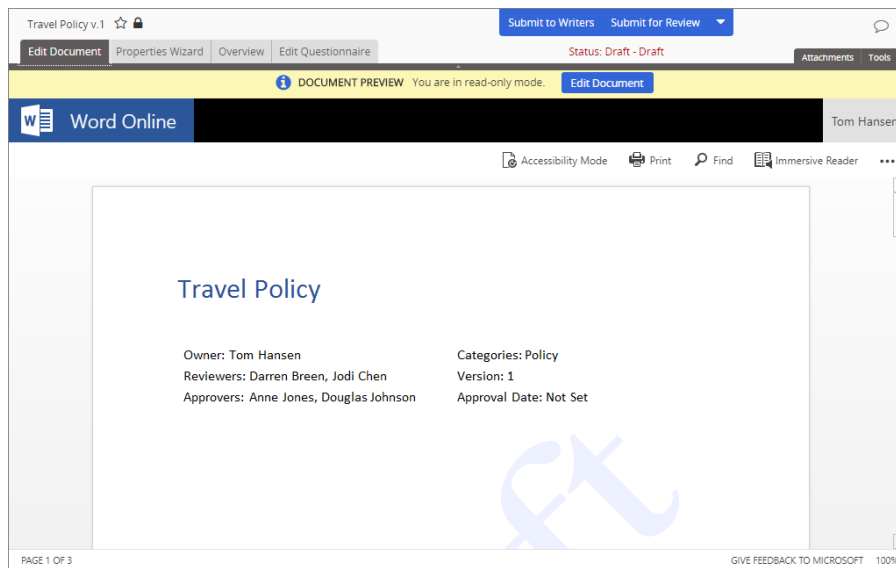 Travel Policy v.1
Submit to Writers Submit for Review
Edit Document Properties Wizard Overview Edit Questionnaire
Status: Draft - Draft
Attachments Tools
DOCUMENT PREVIEW You are in read-only mode. Edit Document
Word Online
Tom Hansen
Accessibility Mode Print Find Immersive Reader
Travel Policy
Owner: Tom Hansen
Categories: Policy
Reviewers: Darren Breen, Jodi Chen
Version: 1
Approvers: Anne Jones, Douglas Johnson
Approval Date: Not Set
ft
PAGE 1 OF 3
GIVE FEEDBACK TO MICROSOFT 100%